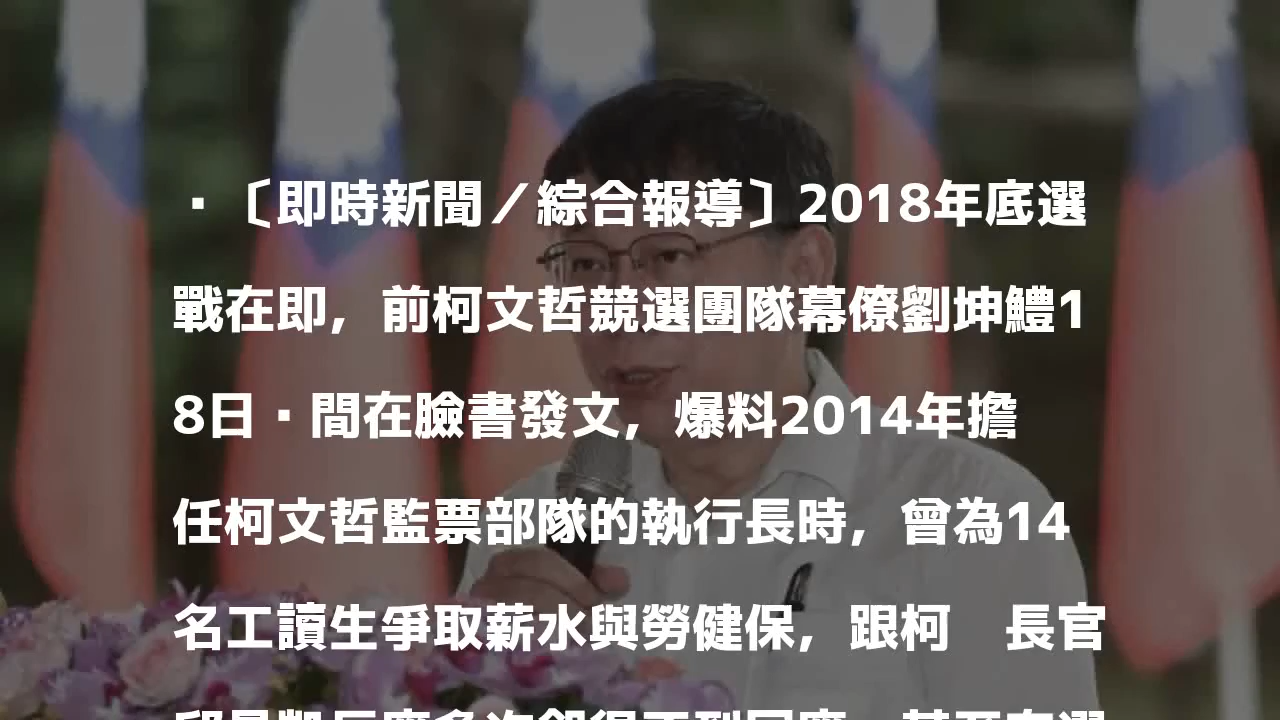 ▪〔即時新聞／綜合報導〕2018年底選
戰在即，前柯文哲競選團隊幕僚劉坤鱧1
8日▪間在臉書發文，爆料2014年擔
任柯文哲監票部隊的執行長時，曾為14
名工讀生爭取薪水與勞健保，跟柯　長官